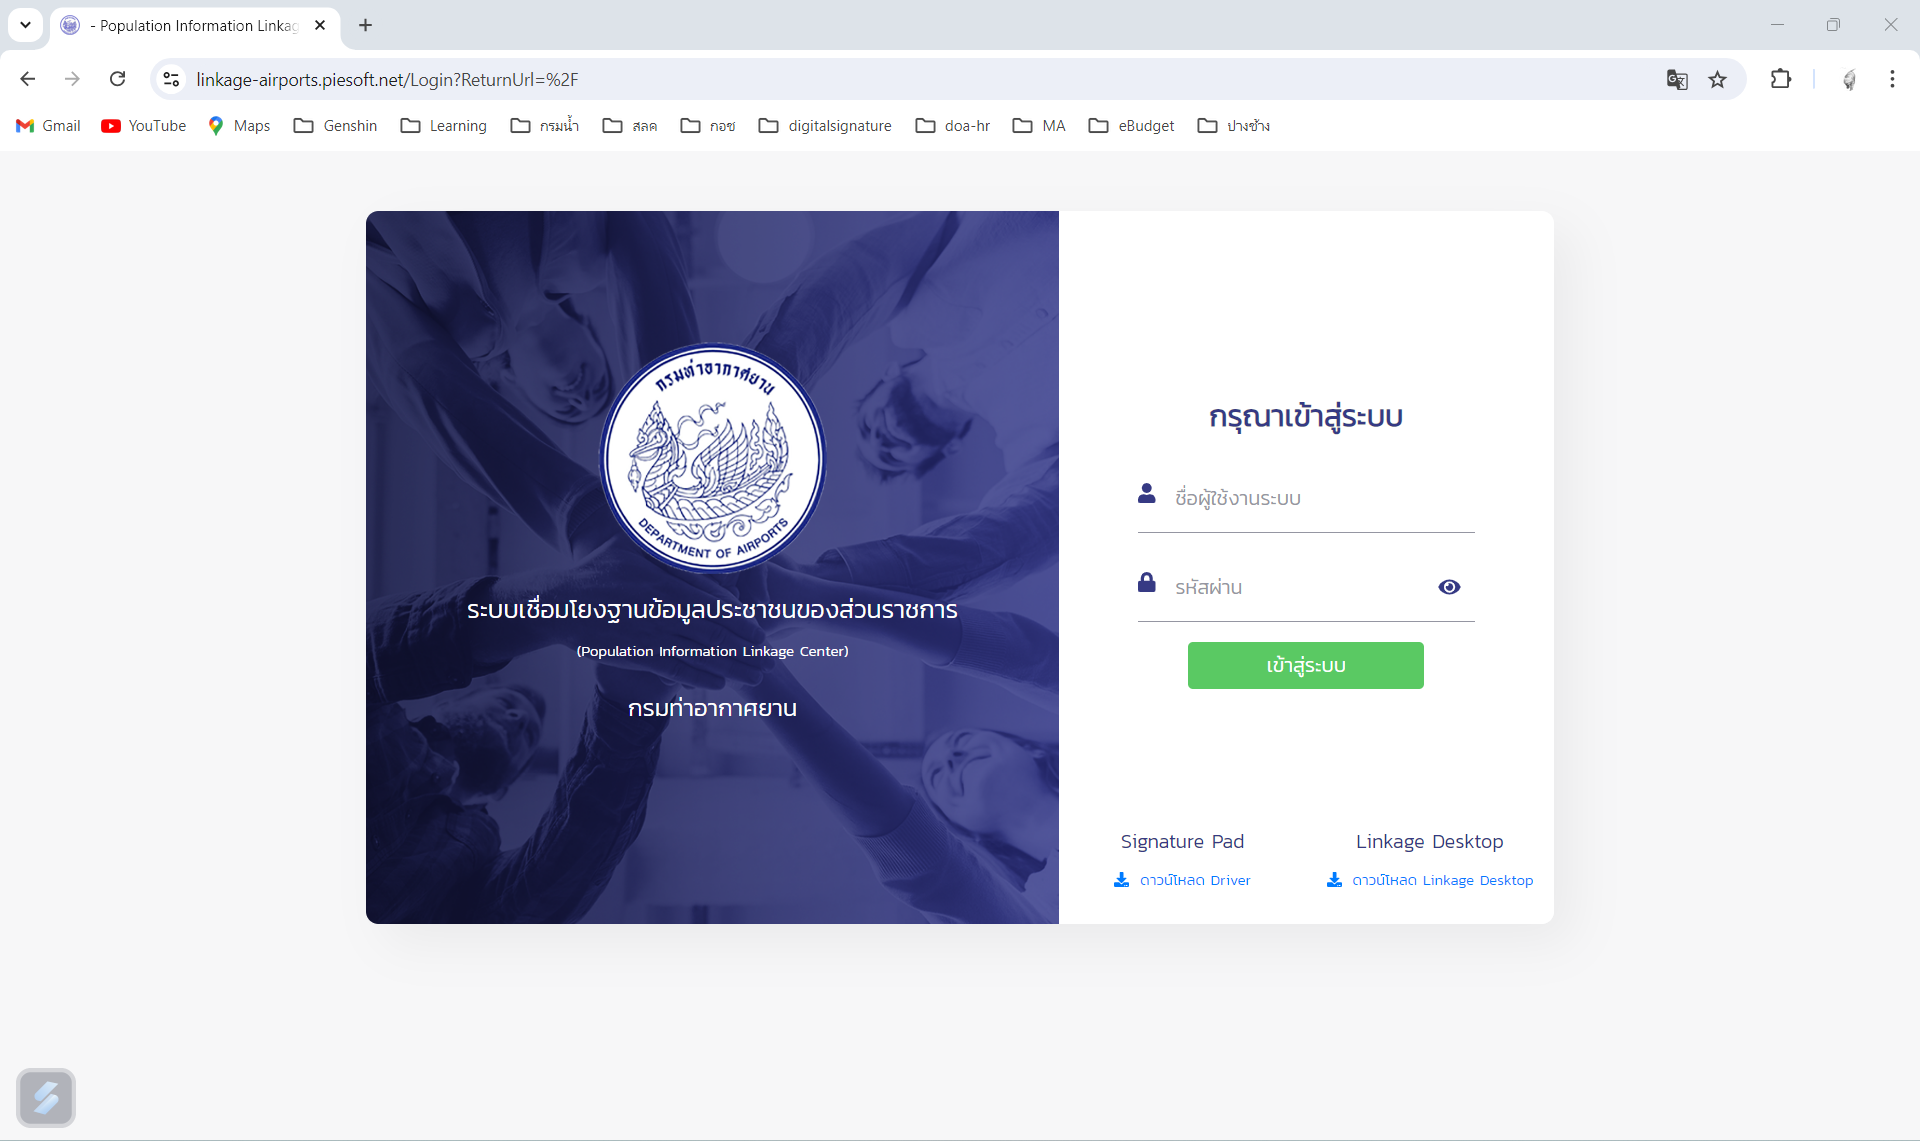 - Population Information Linkag
linkage-airports.piesoft.net/Login?ReturnUrl=%2F
Gmail
YouTube
Maps
Genshin
Learning
กรมน้ำ
สลค
กอช
digitalsignature
doa-hr
MA
eBudget
ปางช้าง
กรมท่าอากาศยาน
DEPARTMENT OF AIRPORTS
ระบบเชื่อมโยงฐานข้อมูลประชาชนของส่วนราชการ
(Population Information Linkage Center)
กรมท่าอากาศยาน
กรุณาเข้าสู่ระบบ
ชื่อผู้ใช้งานระบบ
รหัสผ่าน
เข้าสู่ระบบ
Signature Pad
Linkage Desktop
ดาวน์โหลด Driver
ดาวน์โหลด Linkage Desktop